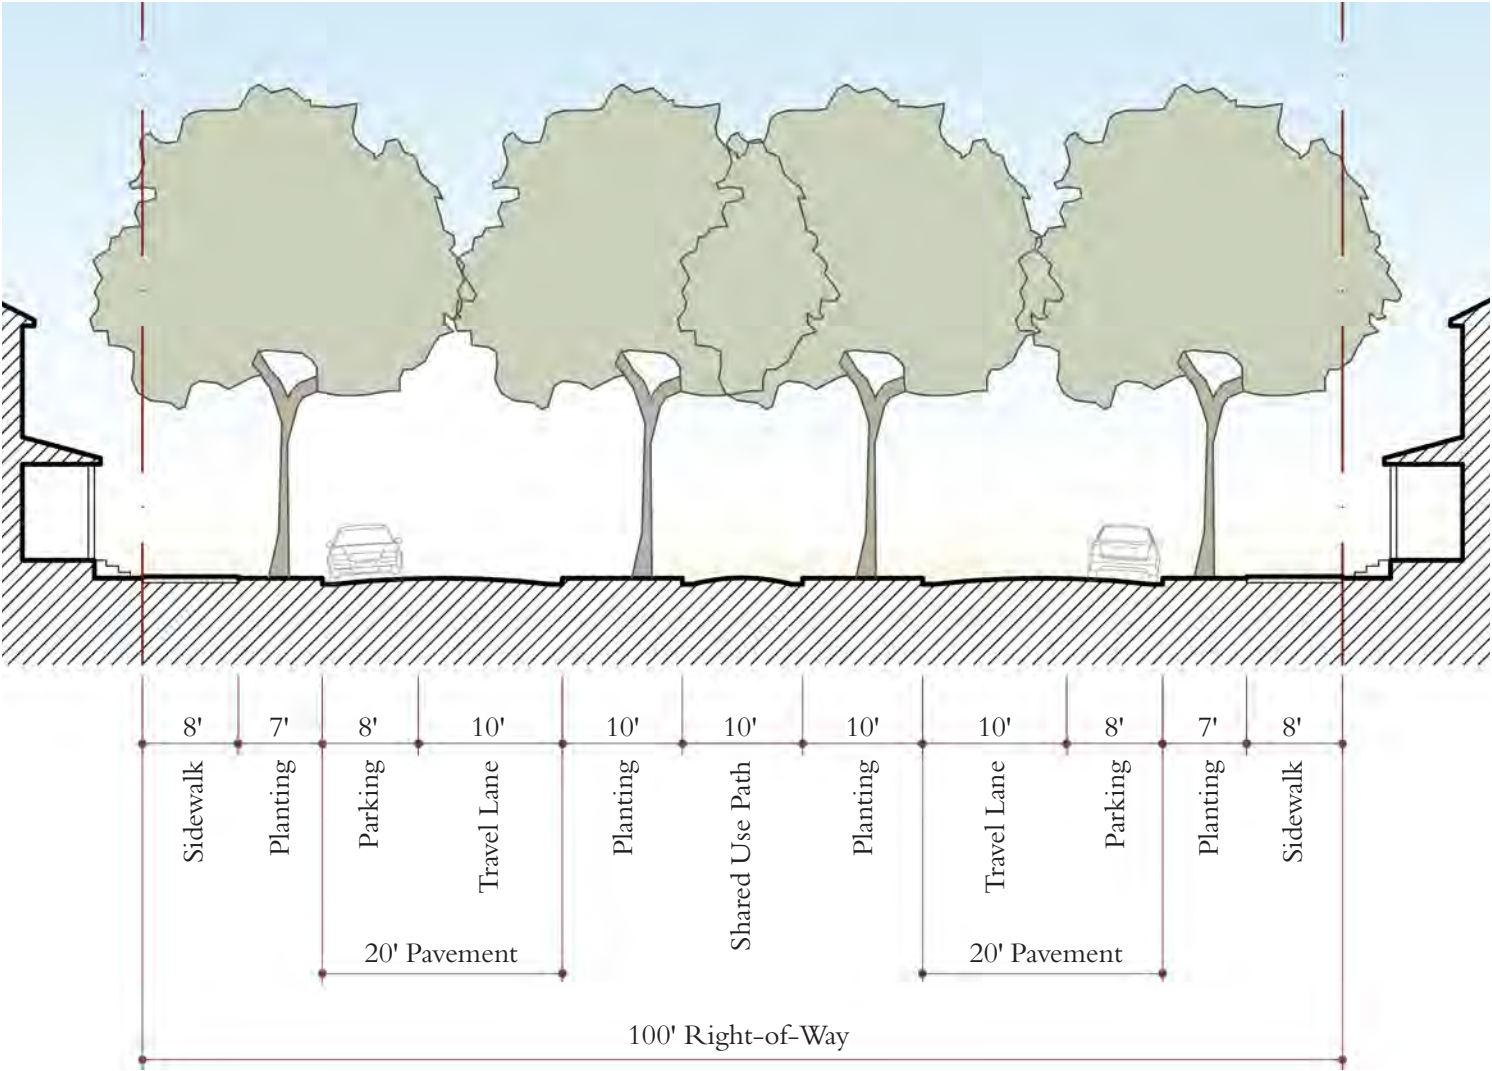 8' 7' 8' 10' 10' 10' 10' 10' 8' 7' 8'
Sidewalk
Planting
Parking
Travel Lane
Planting
Shared Use Path
Planting
Travel Lane
Parking
Planting
Sidewalk
20' Pavement
20' Pavement
100' Right-of-Way